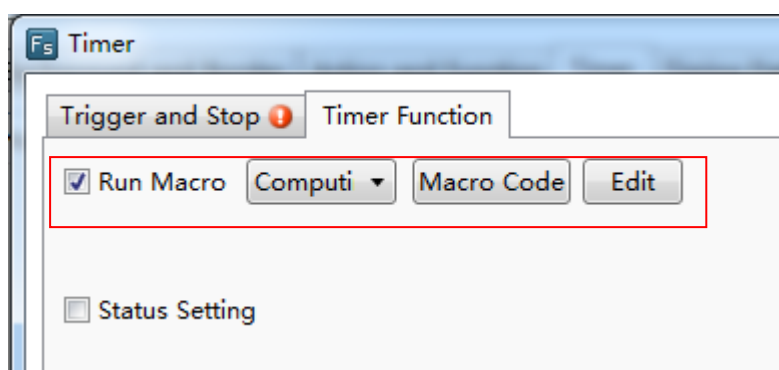 Fs Timer
Trigger and Stop Timer Function
Run Macro Computi Macro Code Edit
Status Setting